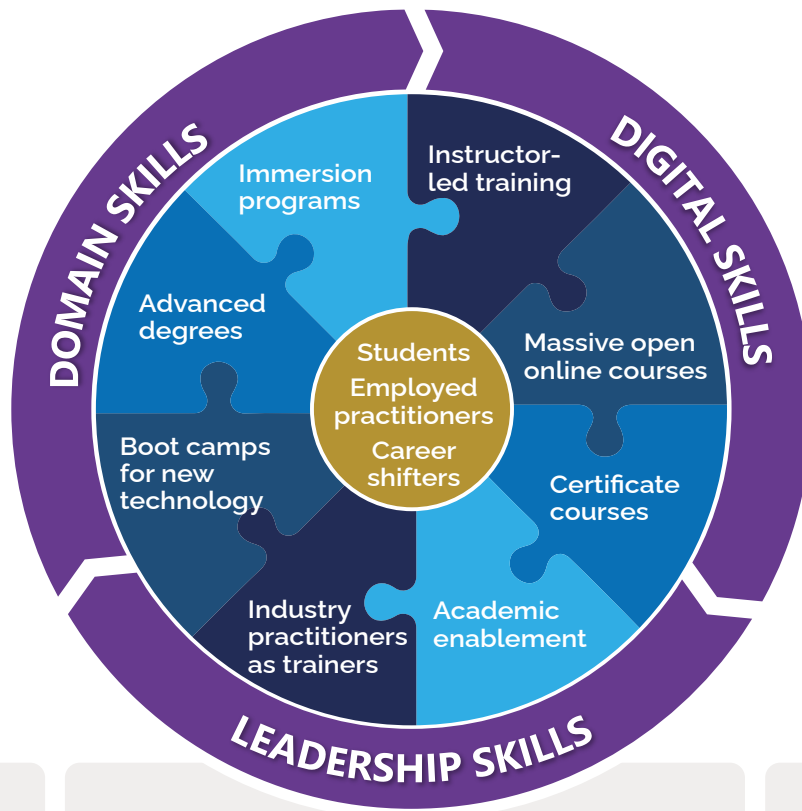 DOMAIN SKILLS
DIGITAL SKILLS
LEADERSHIP SKILLS
Immersion
programs
Instructor-
led training
Advanced
degrees
Massive open
online courses
Students
Employed
practitioners
Career
shifters
Boot camps
for new
technology
Certificate
courses
Industry
practitioners
as trainers
Academic
enablement